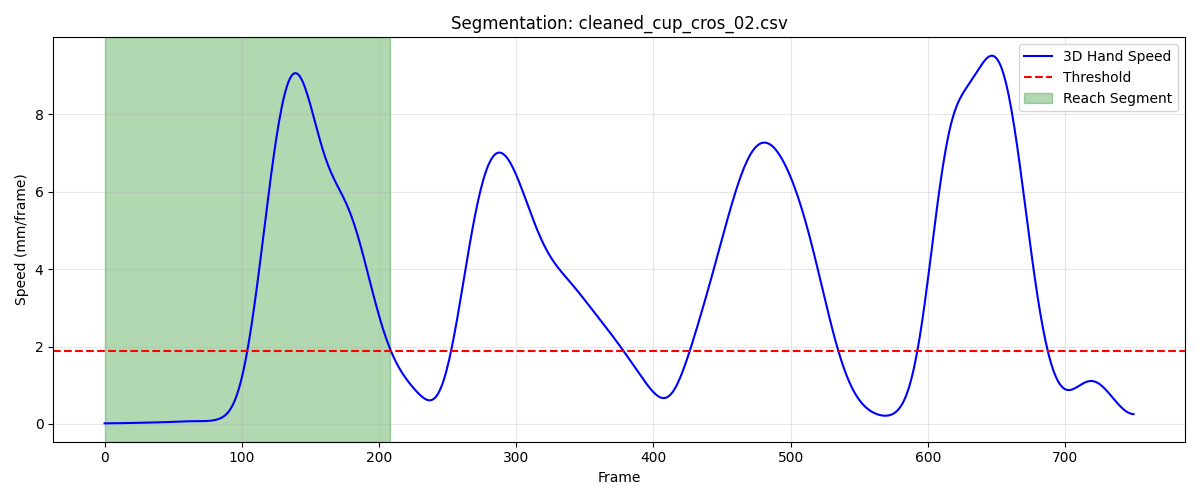 Segmentation: cleaned_cup_cros_02.csv
3D Hand Speed
Threshold
Reach Segment
Speed (mm/frame)
8
6
4
2
0
0 100 200 300 400 500 600 700
Frame